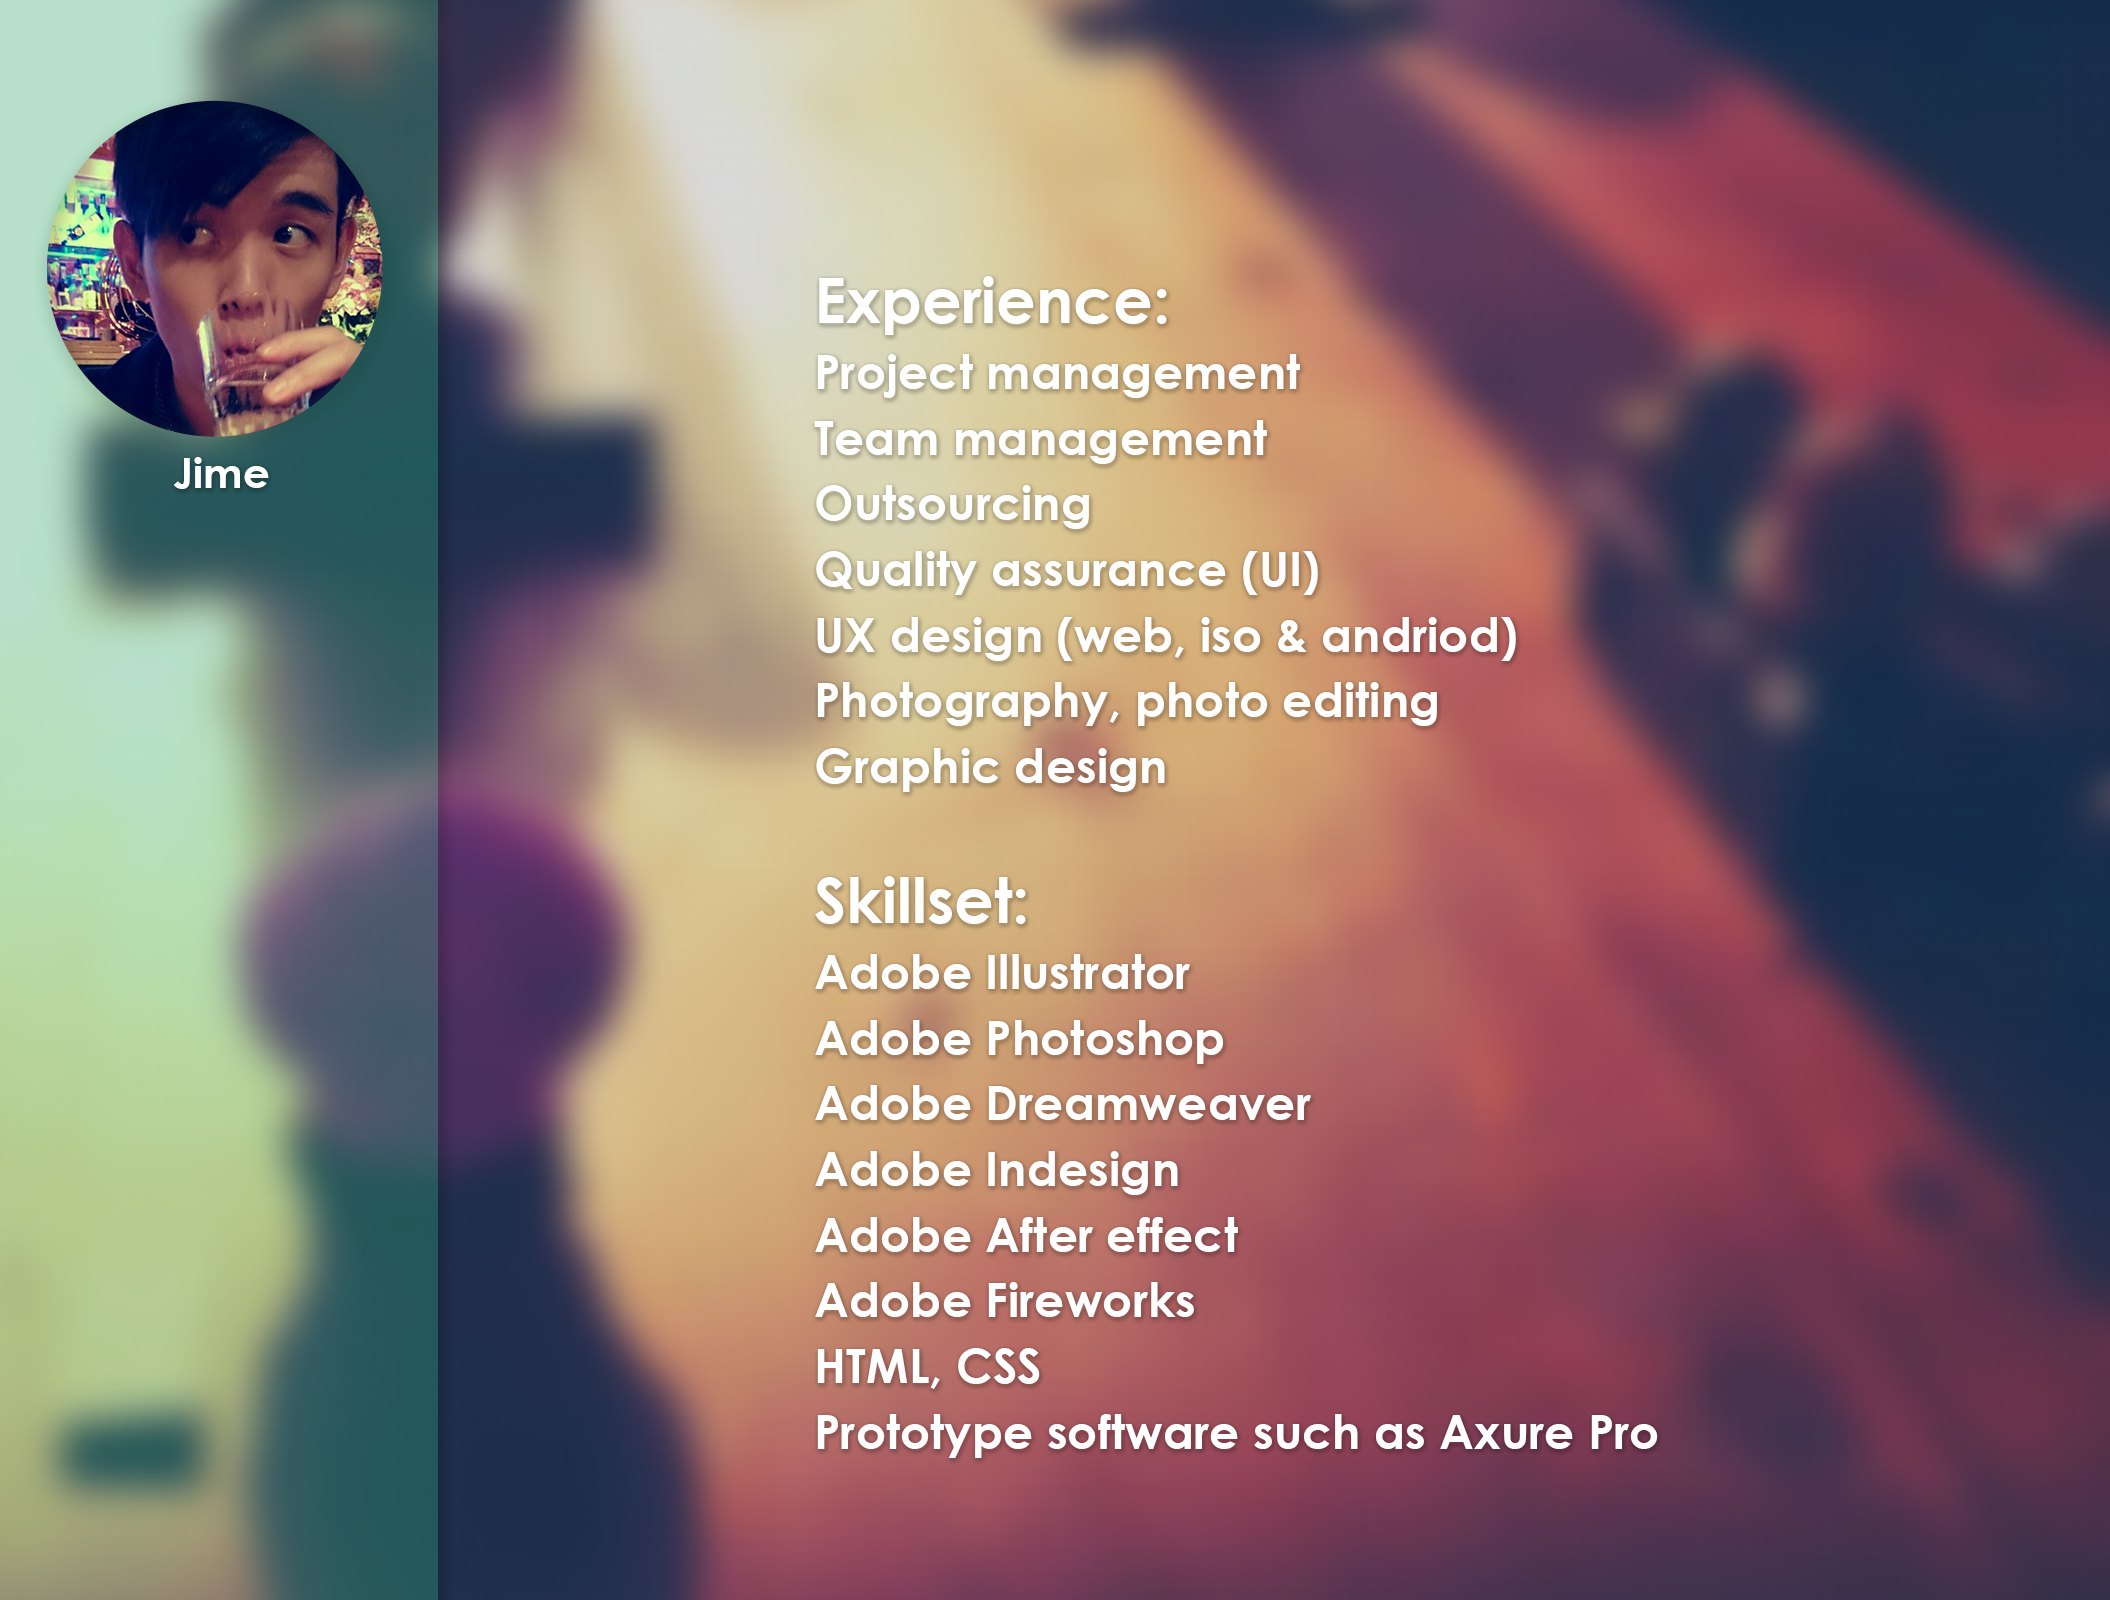 Jime
Experience:
Project management
Team management
Outsourcing
Quality assurance (UI)
UX design (web, iso & andriod)
Photography, photo editing
Graphic design
Skillset:
Adobe Illustrator
Adobe Photoshop
Adobe Dreamweaver
Adobe Indesign
Adobe After effect
Adobe Fireworks
HTML, CSS
Prototype software such as Axure Pro